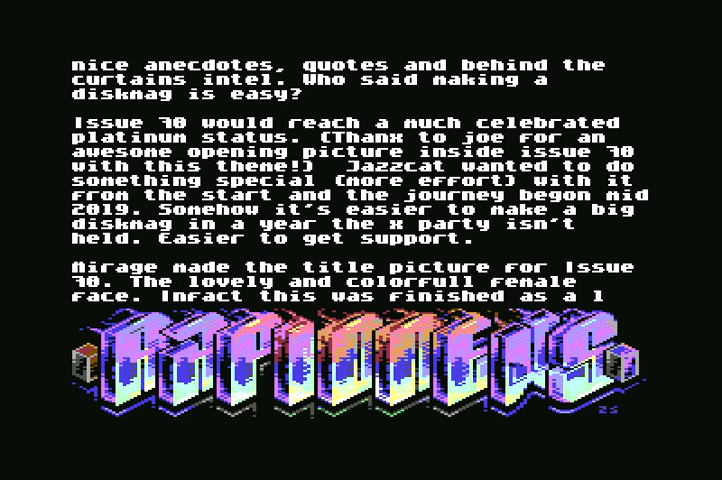 nice anecdotes, quotes and behind the
curtains intel. Who said making a
diskmag is easy?
Issue 70 would reach a much celebrated
platinum status. (Thanx to joe for an
awesome opening picture inside issue 70
with this theme!)  Jazzcat wanted to do
something special (more effort) with it
from the start and the journey began mid
2019. Somehow it's easier to make a big
diskmag in a year the x party isn't
held. Easier to get support.
Mirage made the title picture for Issue
70. The lovely and colorfull female
face. Infact this was finished as a l
RAPIDNEWS